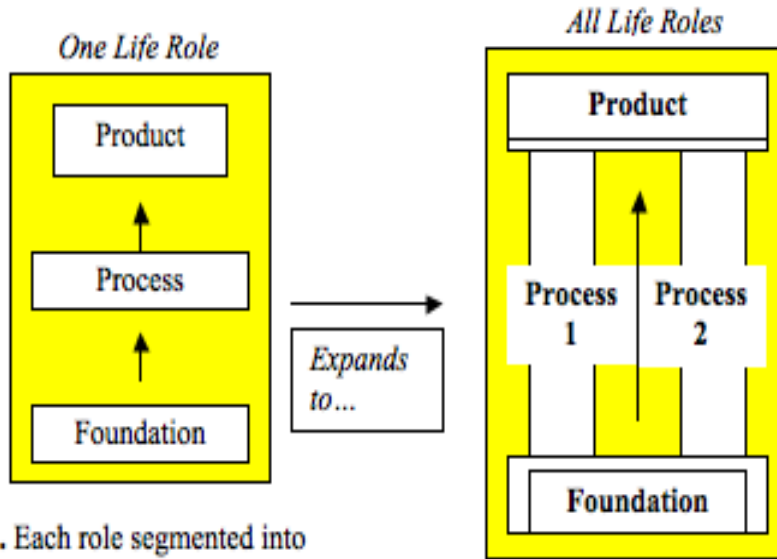 One Life Role
Product
Process
Foundation
Expands
to...
All Life Roles
Product
Process
1
Process
2
Foundation
. Each role segmented into